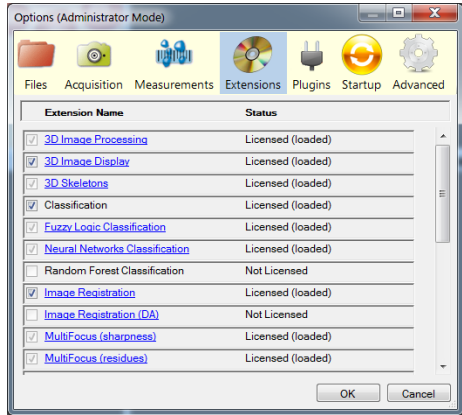 Options (Administrator Mode)
Files Acquisition Measurements Extensions Plugins Startup Advanced
Extension Name Status
3D Image Processing Licensed (loaded)
3D Image Display Licensed (loaded)
3D Skeletons Licensed (loaded)
Classification Licensed (loaded)
Fuzzy Logic Classification Licensed (loaded)
Neural Networks Classification Licensed (loaded)
Random Forest Classification Not Licensed
Image Registration Licensed (loaded)
Image Registration (DA) Not Licensed
MultiFocus (sharpness) Licensed (loaded)
MultiFocus (residues) Licensed (loaded)
OK Cancel